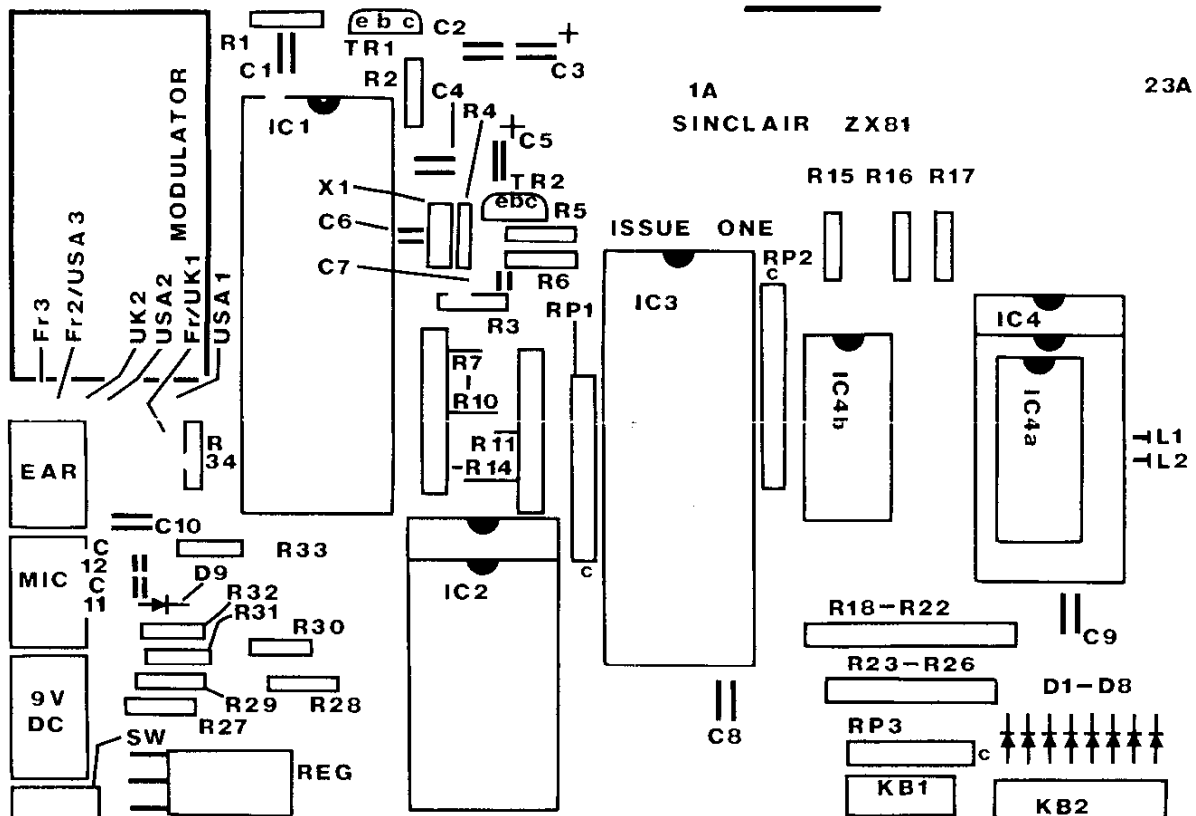 R1
e b c
TR1
C1
C2
+
C3
R2
C4
R4
IC1
+
C5
1A
23A
SINCLAIR ZX81
MODULATOR
X1
TR2
ebc
R5
C6
C7
R6
R3
RP1
ISSUE ONE
IC3
RP2
c
R15 R16 R17
IC4
IC4b
IC4a
L1
L2
Fr3
Fr2/USA3
UK2
USA2
Fr/UK1
USA1
R7
-
R10
R11
-R14
EAR
R
34
C10
R33
MIC
C
12
C
11
D9
R32
R31
R30
IC2
c
R29
R28
R27
9V
DC
SW
REG
C8
R18-R22
C9
R23-R26
D1-D8
RP3
c
KB1
KB2